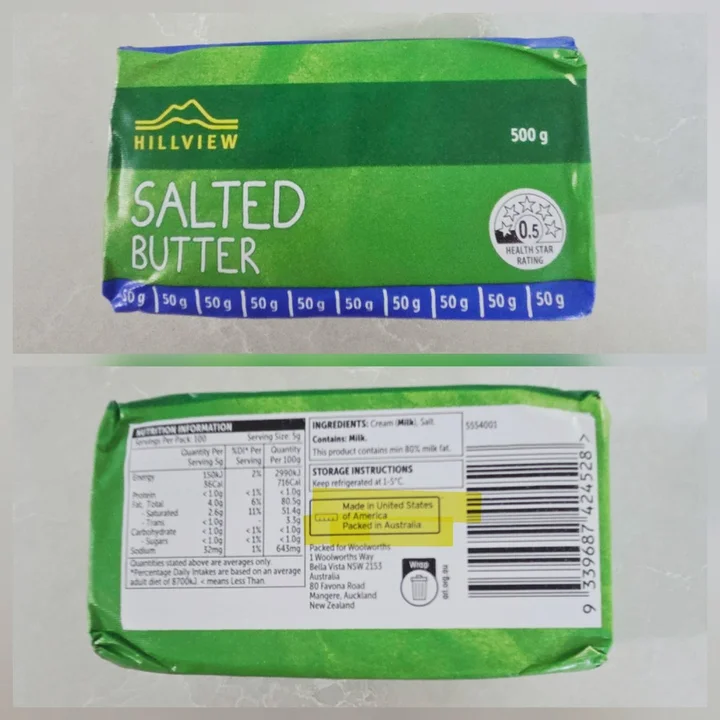 HILLVIEW
500 g
SALTED
BUTTER
0.5
HEALTH STAR
RATING
50 g 50 g 50 g 50 g 50 g 50 g 50 g 50 g 50 g 50 g
NUTRITION INFORMATION
Servings Per Pack: 100 Serving Size: 5g
Quantity Per Serving 5g %DI* Per Serving Quantity Per 100g
Energy 150kJ 2% 2990kJ
36Cal 716Cal
Protein <1.0g <1% <1.0g
Fat, Total 4.0g 6% 80.5g
- Saturated 2.6g 11% 51.4g
- Trans <1.0g - 3.3g
Carbohydrate <1.0g <1% <1.0g
- Sugars <1.0g <1% <1.0g
Sodium 32mg 1% 643mg
Quantities stated above are averages only.
*Percentage Daily Intakes are based on an average
adult diet of 8700kJ. < means Less Than.
INGREDIENTS: Cream (Milk), Salt.
Contains: Milk.
This product contains min 80% milk fat.
STORAGE INSTRUCTIONS
Keep refrigerated at 1-5°C.
Made in United States
of America
Packed in Australia
Packed for Woolworths
1 Woolworths Way
Bella Vista NSW 2153
Australia
80 Favona Road
Mangere, Auckland
New Zealand
Wrap
arl.org.au
5554001
9 339687 424528 >